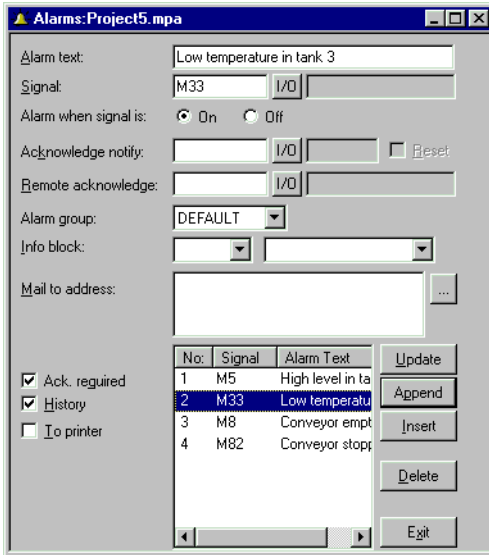 Alarms:Project5.mpa
Alarm text: Low temperature in tank 3
Signal: M33 I/O
Alarm when signal is: On Off
Acknowledge notify: I/O Reset
Remote acknowledge: I/O
Alarm group: DEFAULT
Info block:
Mail to address: ...
No: Signal Alarm Text
1 M5 High level in ta
2 M33 Low temperatu
3 M8 Conveyor empt
4 M82 Conveyor stopp
Ack. reguired
History
To printer
Update
Append
Insert
Delete
Exit